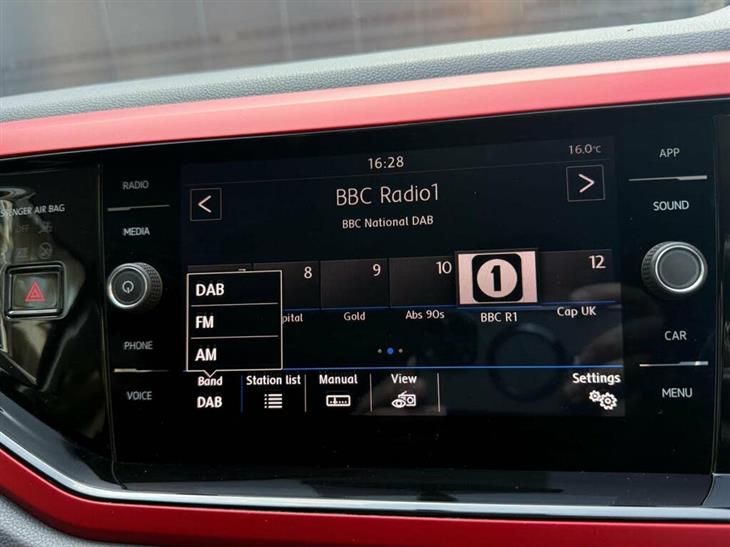 16:28
16.0°C
APP
RADIO
BBC Radio1
SOUND
BBC National DAB
AIR BAG
OFF
MEDIA
8
9
10
1
12
DAB
FM
AM
Gold
Abs 90s
BBC R1
Cap UK
PHONE
CAR
VOICE
Band
DAB
Station list
Manual
View
Settings
MENU